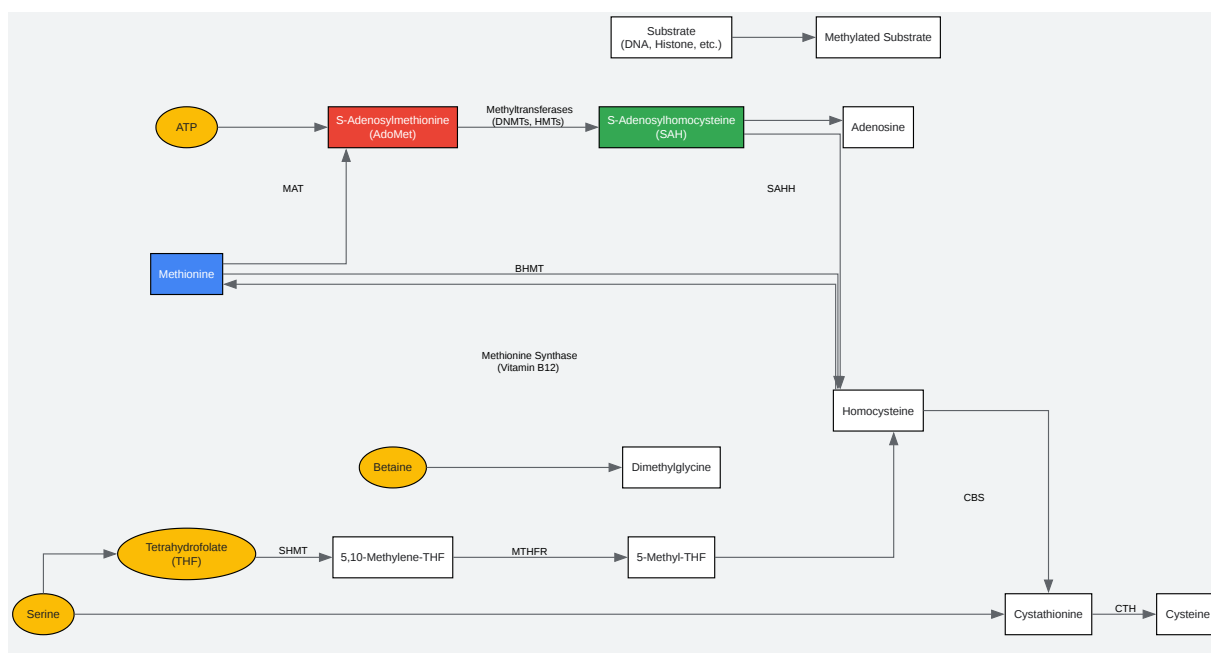 Substrate
(DNA, Histone, etc.)
Methylated Substrate
ATP
S-Adenosylmethionine
(AdoMet)
Methyltransferases
(DNMTs, HMTs)
S-Adenosylhomocysteine
(SAH)
Adenosine
MAT
SAHH
Methionine
BHMT
Methionine Synthase
(Vitamin B12)
Homocysteine
Betaine
Dimethylglycine
CBS
Tetrahydrofolate
(THF)
SHMT
5,10-Methylene-THF
MTHFR
5-Methyl-THF
Serine
Cystathionine
CTH
Cysteine